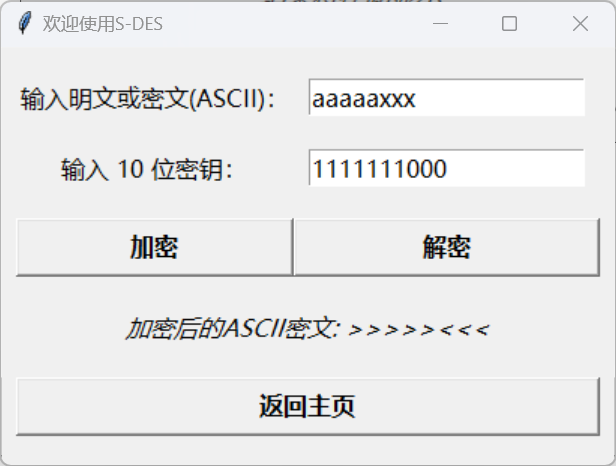 欢迎使用S-DES
输入明文或密文(ASCII)： aaaaaxxx
输入 10 位密钥： 1111111000
加密 解密
加密后的ASCII密文: >>>>><<<
返回主页